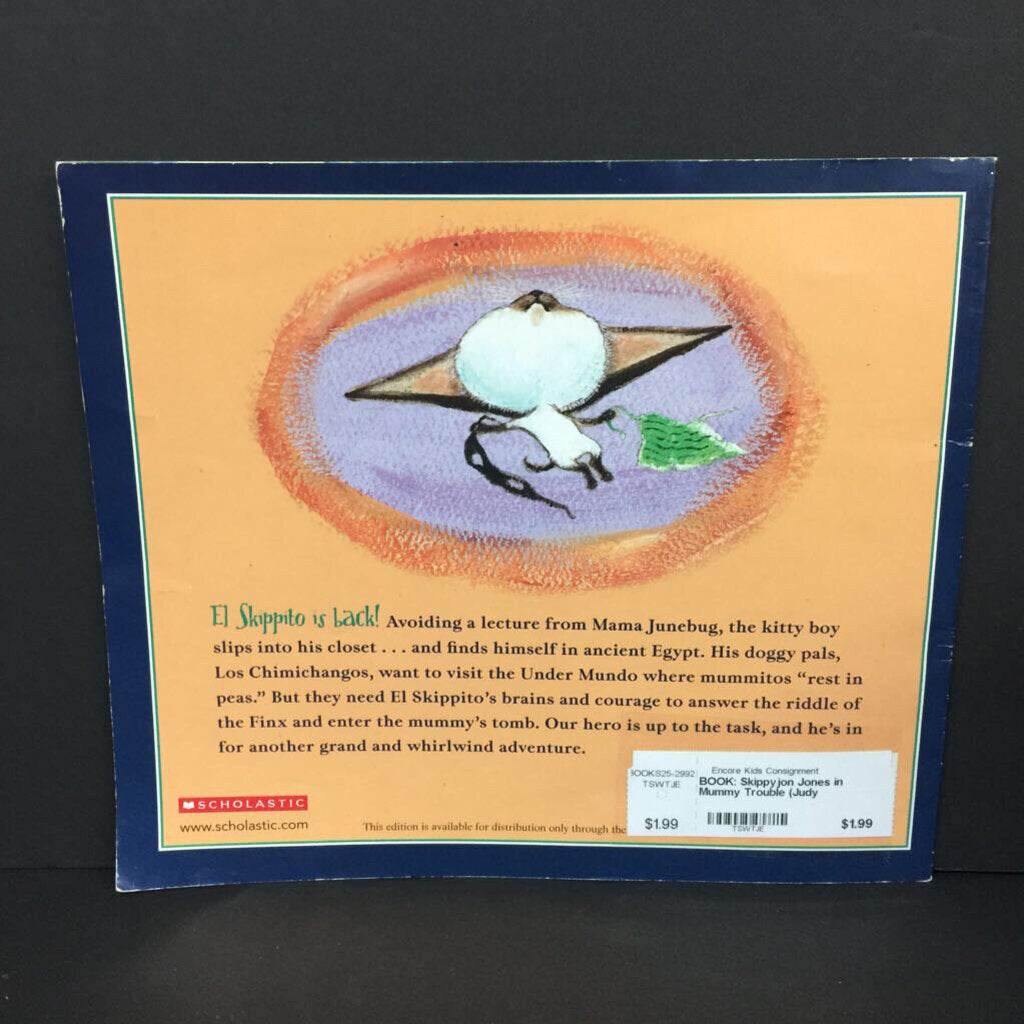 El Skippito is back! Avoiding a lecture from Mama Junebug, the kitty boy
slips into his closet . . . and finds himself in ancient Egypt. His doggy pals,
Los Chimichangos, want to visit the Under Mundo where mummitos “rest in
peas.” But they need El Skippito’s brains and courage to answer the riddle of
the Finx and enter the mummy’s tomb. Our hero is up to the task, and he’s in
for another grand and whirlwind adventure.
SCHOLASTIC
www.scholastic.com
This edition is available for distribution only through the
BOOKS25-2992
TSWTJE
$1.99
Encore Kids Consignment
BOOK: Skippyjon Jones in
Mummy Trouble (Judy
TSWTJE
$1.99